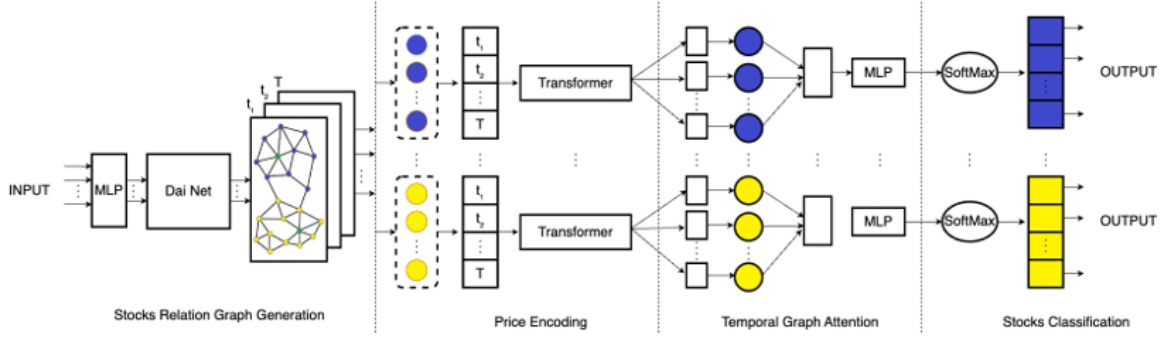 INPUT
MLP
Dai Net
t₁
t₂
T
t₁
t₂
T
Transformer
MLP
SoftMax
OUTPUT
t₁
t₂
T
Transformer
MLP
SoftMax
OUTPUT
Stocks Relation Graph Generation
Price Encoding
Temporal Graph Attention
Stocks Classification